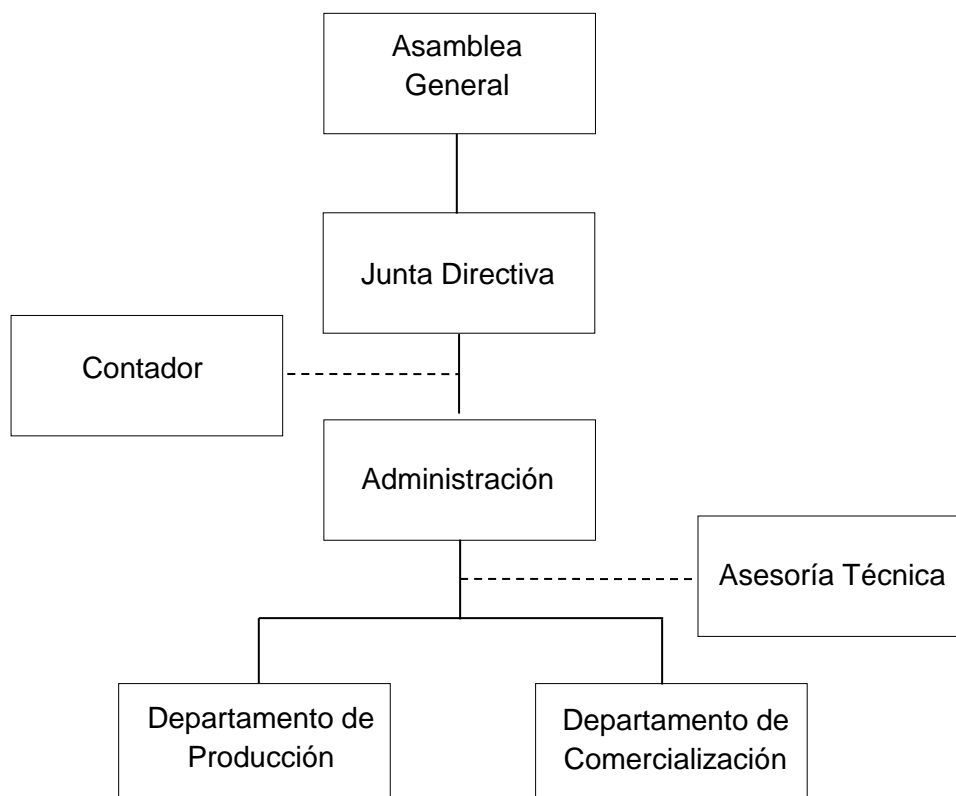 Asamblea
General
Junta Directiva
Contador
Administración
Asesoría Técnica
Departamento de
Producción
Departamento de
Comercialización